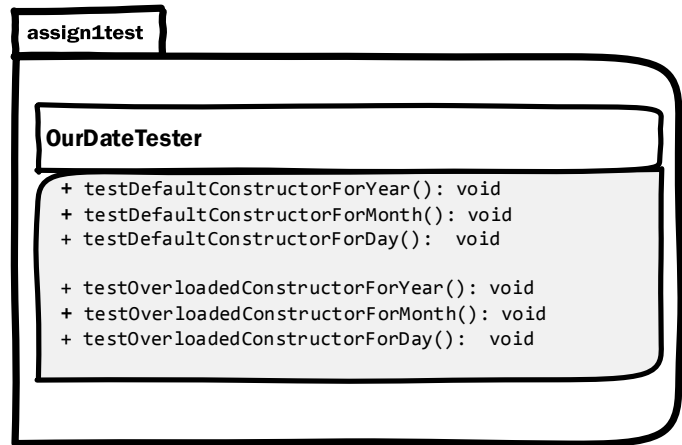 assign1test
OurDateTester
+ testDefaultConstructorForYear(): void
+ testDefaultConstructorForMonth(): void
+ testDefaultConstructorForDay():  void
+ testOverloadedConstructorForYear(): void
+ testOverloadedConstructorForMonth(): void
+ testOverloadedConstructorForDay():  void